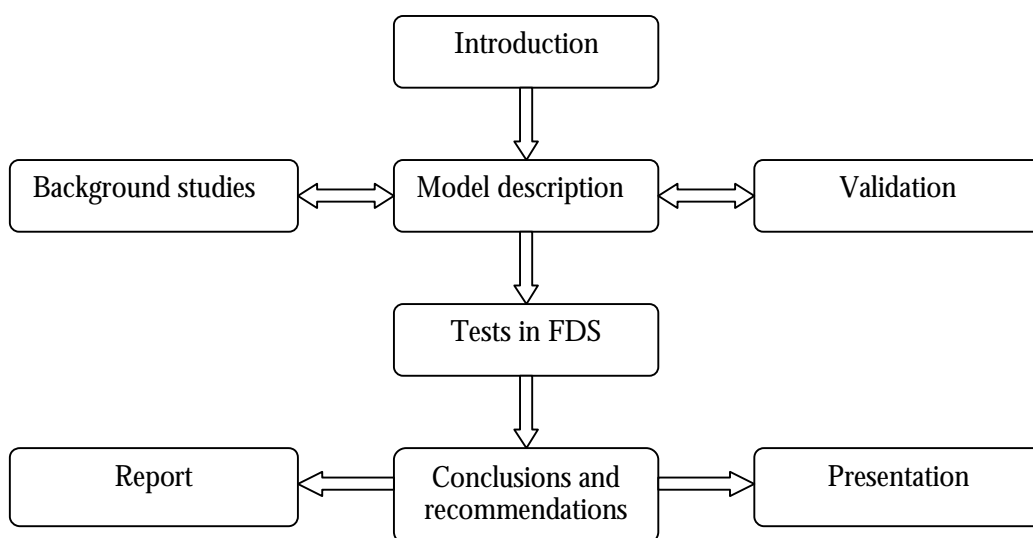 Introduction
Background studies
Model description
Validation
Tests in FDS
Report
Conclusions and
recommendations
Presentation